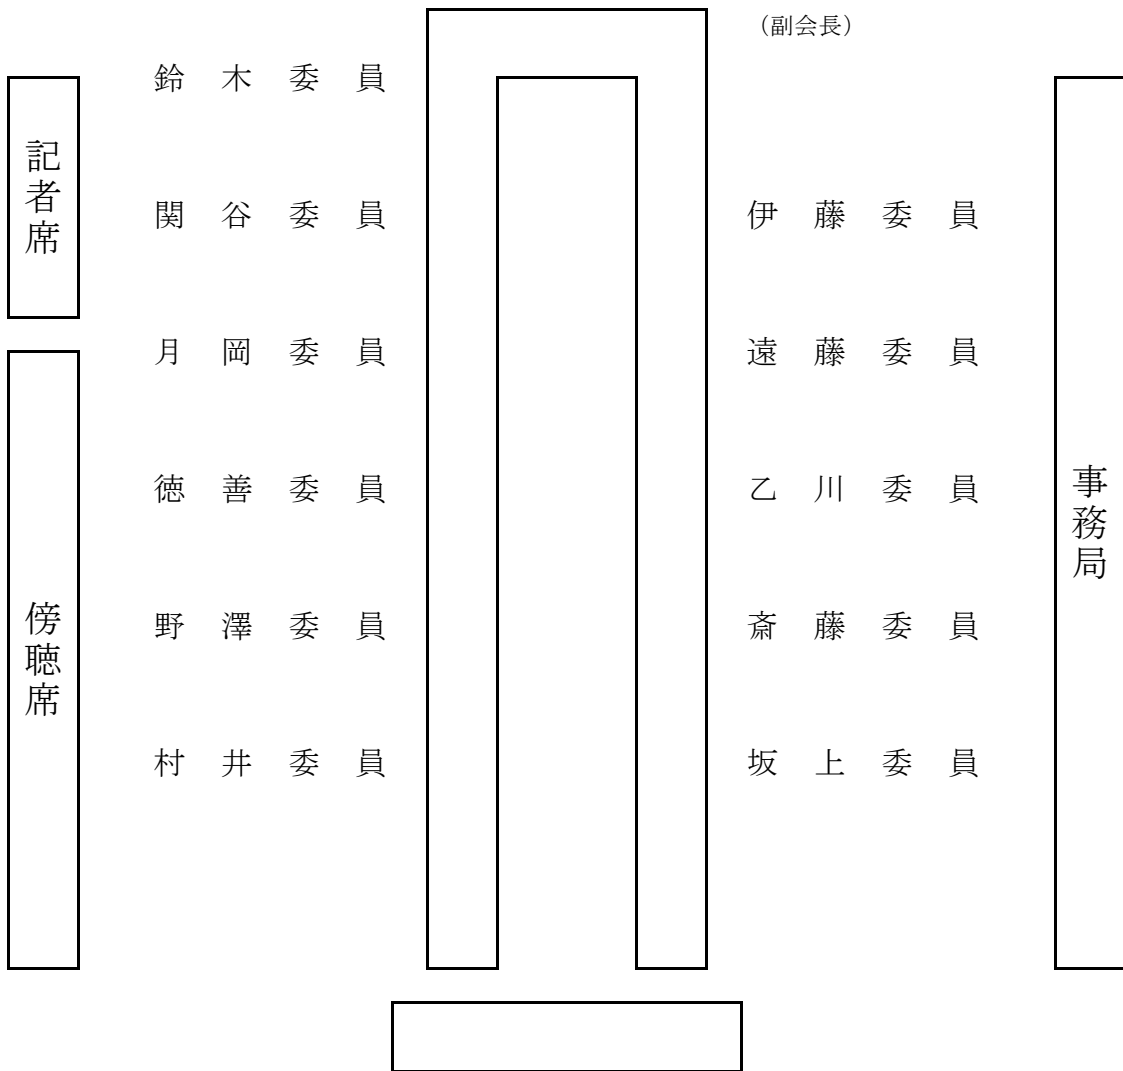 （副会長）
鈴木委員
記者席
関谷委員
伊藤委員
月岡委員
遠藤委員
徳善委員
乙川委員
事務局
野澤委員
斎藤委員
傍聴席
村井委員
坂上委員